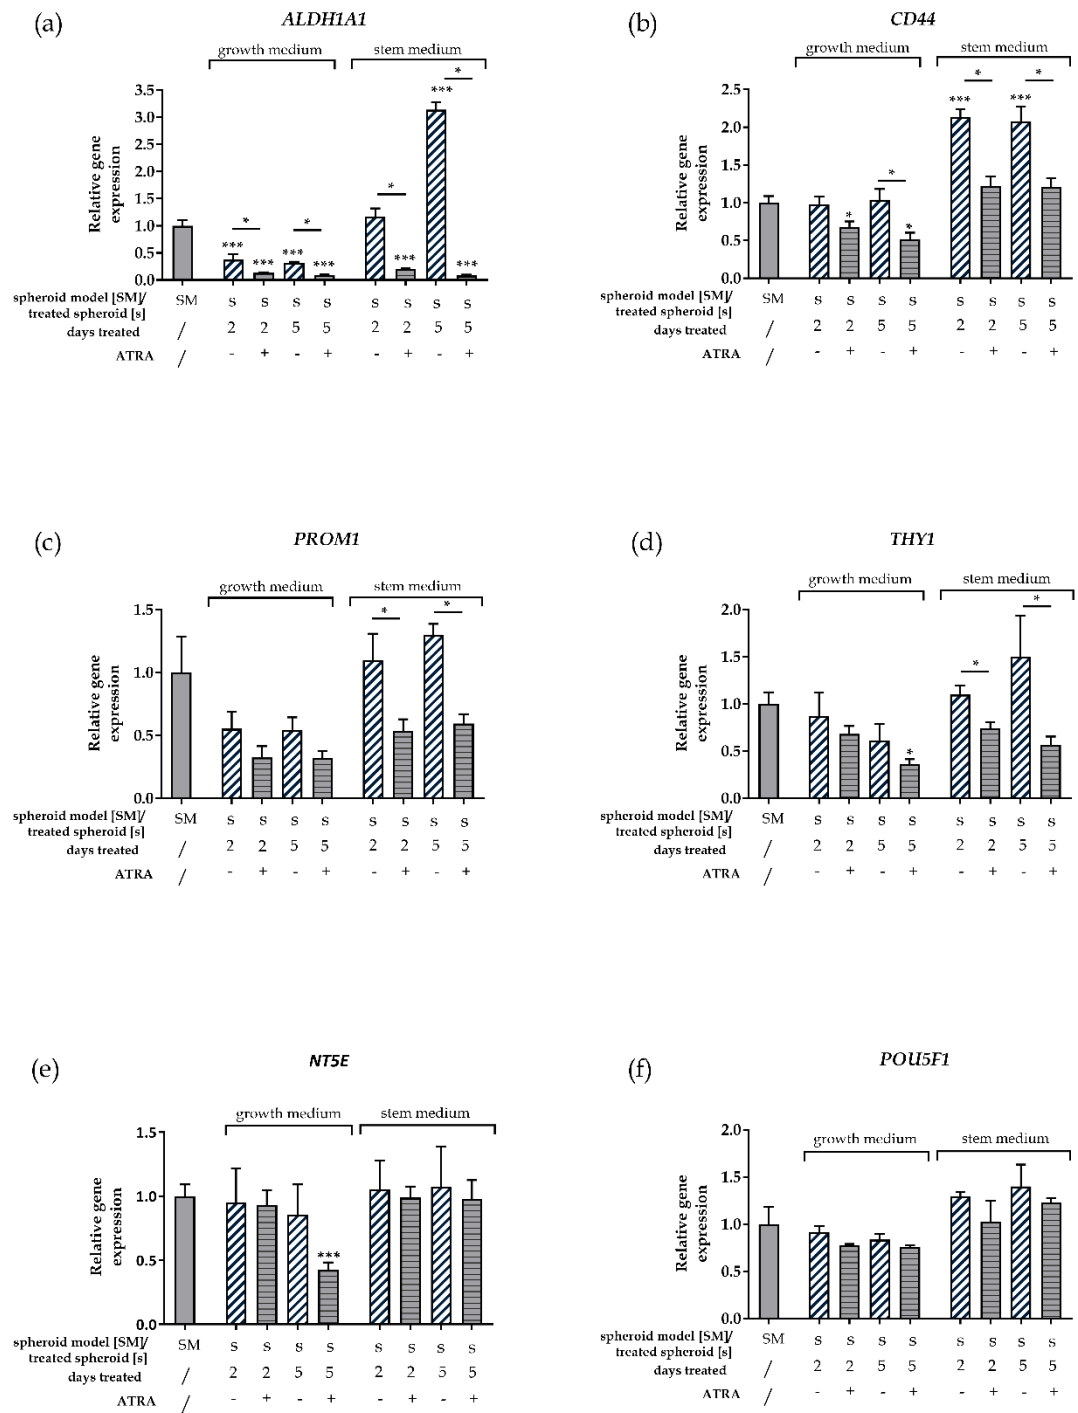 (a)
ALDH1A1
growth medium
stem medium
Relative gene
expression
3.5
3.0
2.5
2.0
1.5
1.0
0.5
0.0
***
***
*
***
***
*
*
***
***
*
***
spheroid model [SM]/
treated spheroid [s]
SM s s s s s s s s
days treated / 2 2 5 5 2 2 5 5
ATRA / - + - + - + - +
(b)
CD44
growth medium
stem medium
Relative gene
expression
2.5
2.0
1.5
1.0
0.5
0.0
*
*
*
***
*
***
*
spheroid model [SM]/
treated spheroid [s]
SM s s s s s s s s
days treated / 2 2 5 5 2 2 5 5
ATRA / - + - + - + - +
(c)
PROM1
growth medium
stem medium
Relative gene
expression
1.5
1.0
0.5
0.0
*
*
spheroid model [SM]/
treated spheroid [s]
SM s s s s s s s s
days treated / 2 2 5 5 2 2 5 5
ATRA / - + - + - + - +
(d)
THY1
growth medium
stem medium
Relative gene
expression
2.0
1.5
1.0
0.5
0.0
*
*
*
spheroid model [SM]/
treated spheroid [s]
SM s s s s s s s s
days treated / 2 2 5 5 2 2 5 5
ATRA / - + - + - + - +
(e)
NT5E
growth medium
stem medium
Relative gene
expression
1.5
1.0
0.5
0.0
***
spheroid model [SM]/
treated spheroid [s]
SM s s s s s s s s
days treated / 2 2 5 5 2 2 5 5
ATRA / - + - + - + - +
(f)
POU5F1
growth medium
stem medium
Relative gene
expression
2.0
1.5
1.0
0.5
0.0
spheroid model [SM]/
treated spheroid [s]
SM s s s s s s s s
days treated / 2 2 5 5 2 2 5 5
ATRA / - + - + - + - +